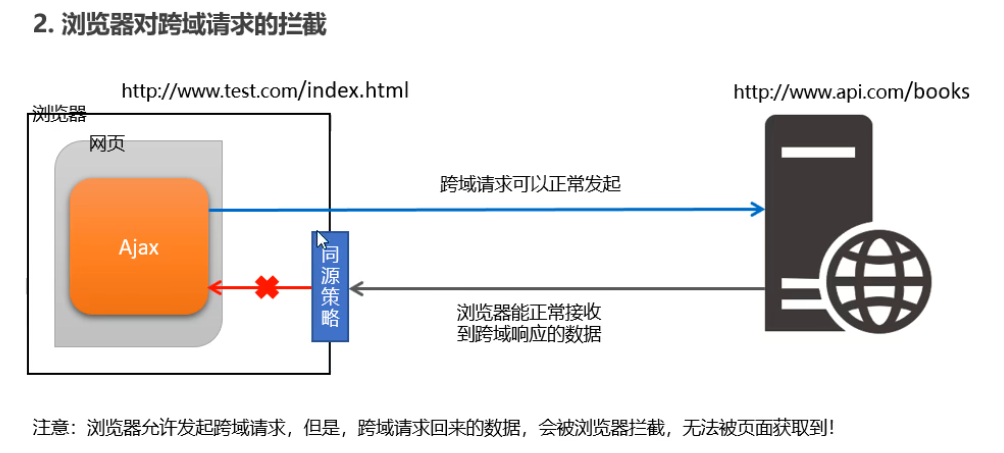 2. 浏览器对跨域请求的拦截
http://www.test.com/index.html
http://www.api.com/books
浏览器
网页
跨域请求可以正常发起
Ajax
同源策略
浏览器能正常接收
到跨域响应的数据
注意：浏览器允许发起跨域请求，但是，跨域请求回来的数据，会被浏览器拦截，无法被页面获取到！